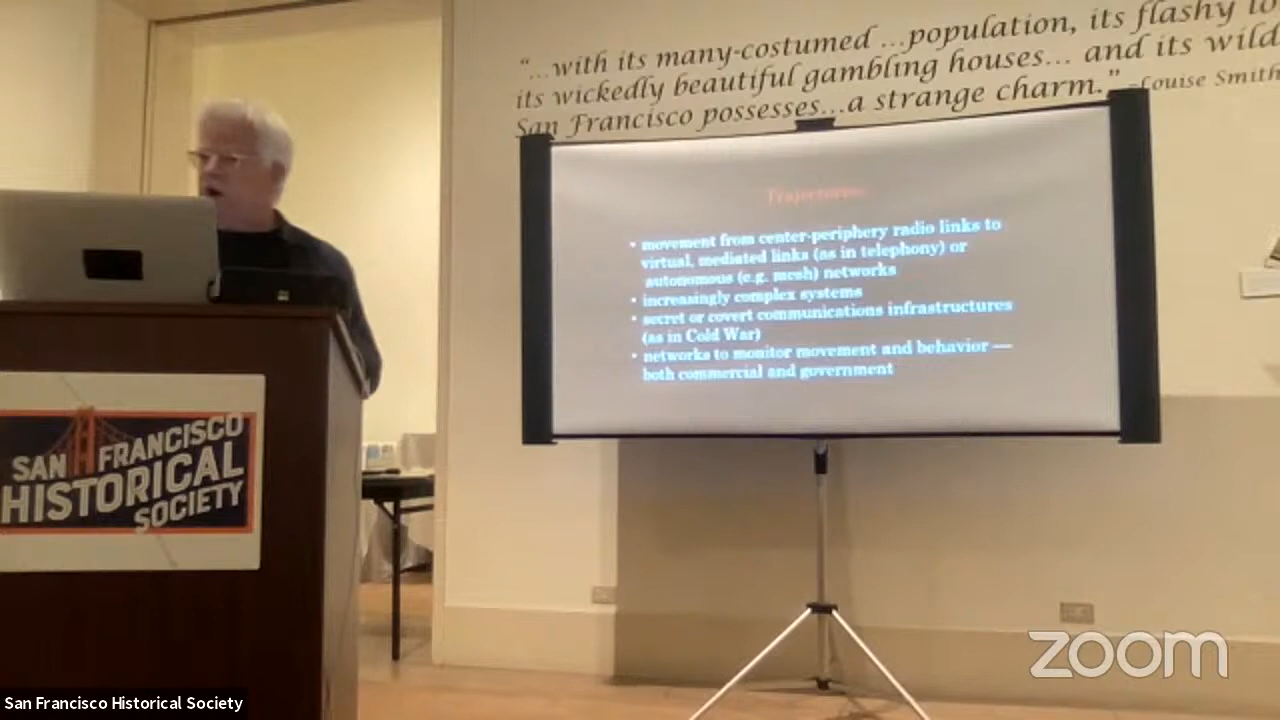 “...with its many-costumed ...population, its flashy
its wickedly beautiful gambling houses... and its wild
San Francisco possesses...a strange charm.” –Louise Smith
Trajectories
• movement from center-periphery radio links to
virtual, mediated links (as in telephony) or
autonomous (e.g. mesh) networks
• increasingly complex systems
• secret or covert communications infrastructures
(as in Cold War)
• networks to monitor movement and behavior —
both commercial and government
SAN FRANCISCO
HISTORICAL
SOCIETY
zoom
San Francisco Historical Society